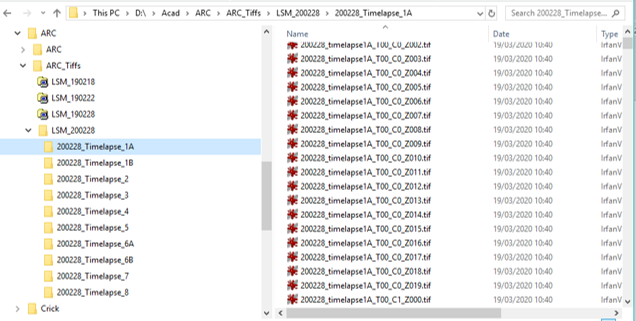 This PC > D:\ > Acad > ARC > ARC_Tiffs > LSM_200228 > 200228_Timelapse_1A
Search 200228_Timelapse...
ARC
ARC
ARC_Tiffs
LSM_190218
LSM_190222
LSM_190228
LSM_200228
200228_Timelapse_1A
200228_Timelapse_1B
200228_Timelapse_2
200228_Timelapse_3
200228_Timelapse_4
200228_Timelapse_5
200228_Timelapse_6A
200228_Timelapse_6B
200228_Timelapse_7
200228_Timelapse_8
Crick
Name Date Type
200228_timelapse1A_T00_C0_Z002.tif 19/03/2020 10:40 IrfanV
200228_timelapse1A_T00_C0_Z003.tif 19/03/2020 10:40 IrfanV
200228_timelapse1A_T00_C0_Z004.tif 19/03/2020 10:40 IrfanV
200228_timelapse1A_T00_C0_Z005.tif 19/03/2020 10:40 IrfanV
200228_timelapse1A_T00_C0_Z006.tif 19/03/2020 10:40 IrfanV
200228_timelapse1A_T00_C0_Z007.tif 19/03/2020 10:40 IrfanV
200228_timelapse1A_T00_C0_Z008.tif 19/03/2020 10:40 IrfanV
200228_timelapse1A_T00_C0_Z009.tif 19/03/2020 10:40 IrfanV
200228_timelapse1A_T00_C0_Z010.tif 19/03/2020 10:40 IrfanV
200228_timelapse1A_T00_C0_Z011.tif 19/03/2020 10:40 IrfanV
200228_timelapse1A_T00_C0_Z012.tif 19/03/2020 10:40 IrfanV
200228_timelapse1A_T00_C0_Z013.tif 19/03/2020 10:40 IrfanV
200228_timelapse1A_T00_C0_Z014.tif 19/03/2020 10:40 IrfanV
200228_timelapse1A_T00_C0_Z015.tif 19/03/2020 10:40 IrfanV
200228_timelapse1A_T00_C0_Z016.tif 19/03/2020 10:40 IrfanV
200228_timelapse1A_T00_C0_Z017.tif 19/03/2020 10:40 IrfanV
200228_timelapse1A_T00_C0_Z018.tif 19/03/2020 10:40 IrfanV
200228_timelapse1A_T00_C0_Z019.tif 19/03/2020 10:40 IrfanV
200228_timelapse1A_T00_C1_Z000.tif 19/03/2020 10:40 IrfanV